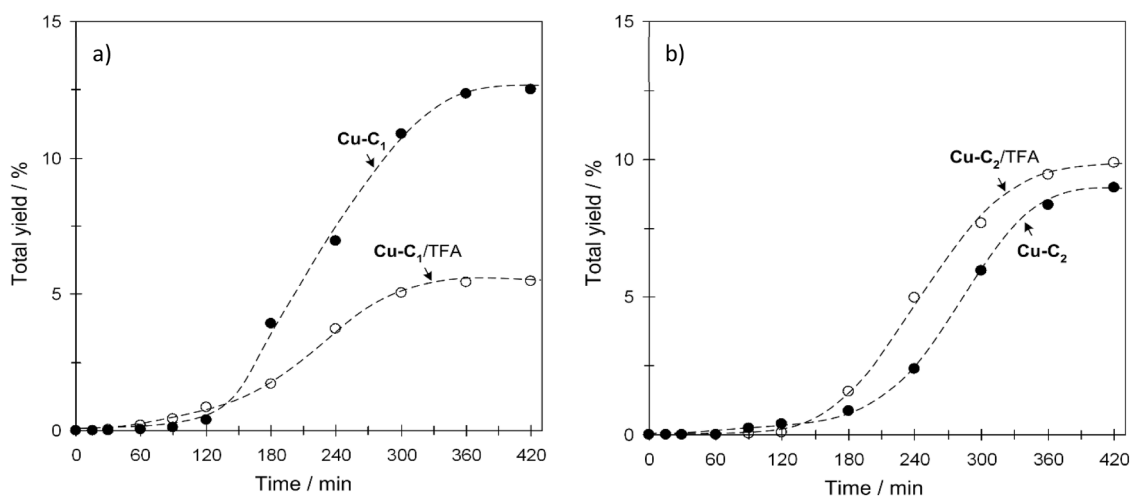 a)
15
10
5
0
Total yield / %
Cu-C₁
Cu-C₁/TFA
0 60 120 180 240 300 360 420
Time / min
b)
15
10
5
0
Total yield / %
Cu-C₂/TFA
Cu-C₂
0 60 120 180 240 300 360 420
Time / min